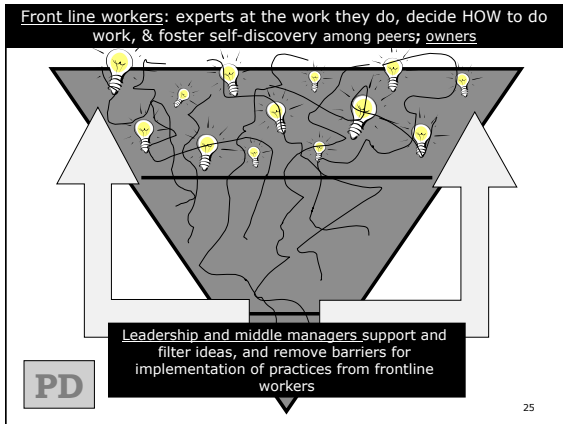 Front line workers: experts at the work they do, decide HOW to do
work, & foster self-discovery among peers; owners
Leadership and middle managers support and
filter ideas, and remove barriers for
implementation of practices from frontline
workers
PD
25